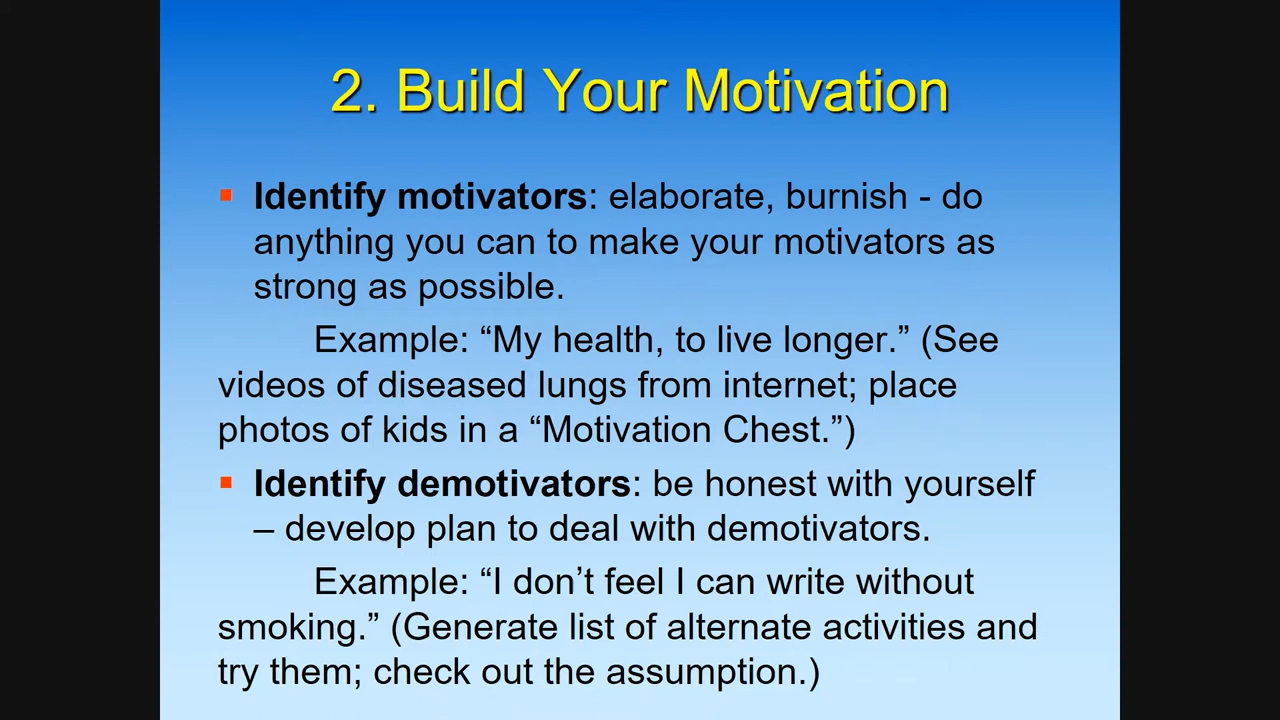 2. Build Your Motivation
▪ Identify motivators: elaborate, burnish - do
anything you can to make your motivators as
strong as possible.
Example: “My health, to live longer.” (See
videos of diseased lungs from internet; place
photos of kids in a “Motivation Chest.”)
▪ Identify demotivators: be honest with yourself
– develop plan to deal with demotivators.
Example: “I don’t feel I can write without
smoking.” (Generate list of alternate activities and
try them; check out the assumption.)